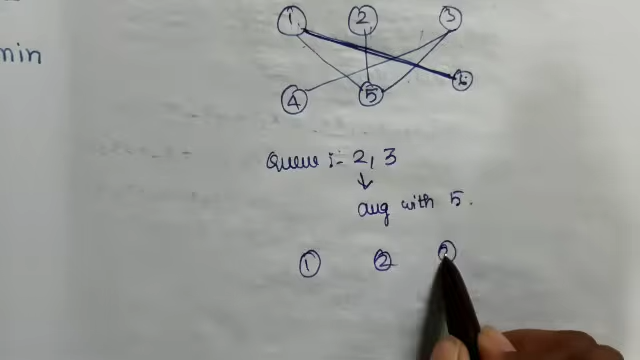 1 2 3
min
4 5 6
Queue :- 2, 3
↓
aug with 5.
1 2 3